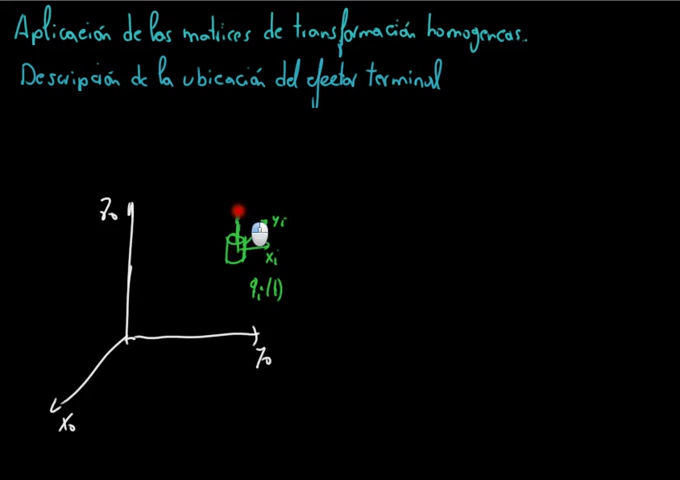 Aplicación de las matrices de transformación homogeneas.
Descripción de la ubicación del efector terminal
Z₀
yᵢ
xᵢ
qᵢ(1)
Y₀
X₀